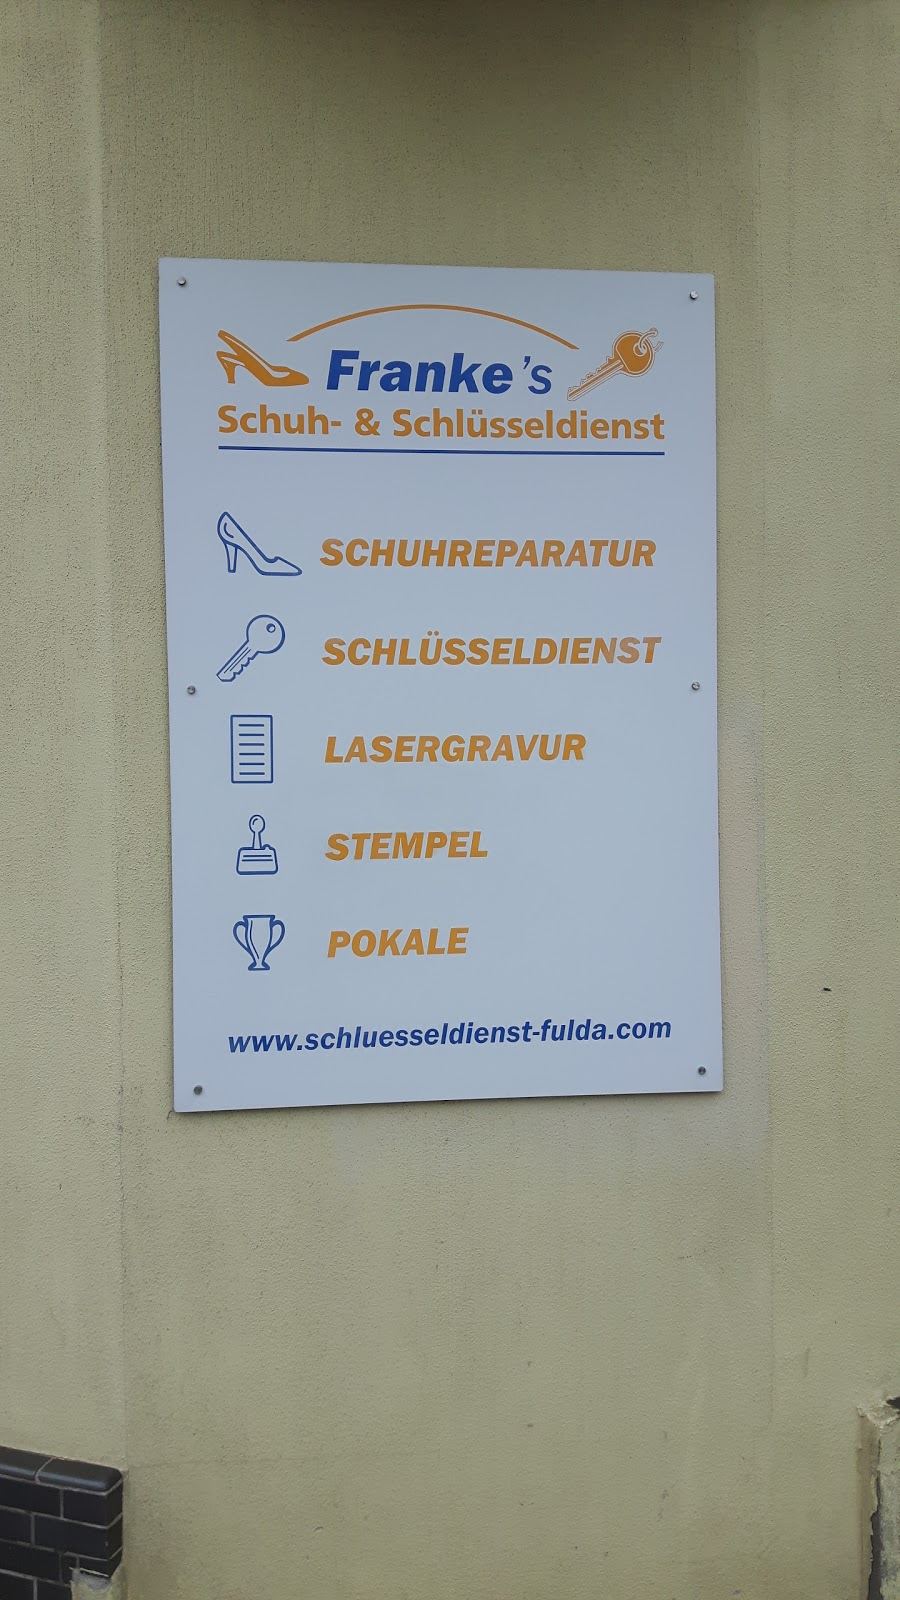 Franke's
Schuh- & Schlüsseldienst
SCHUHREPARATUR
SCHLÜSSELDIENST
LASERGRAVUR
STEMPEL
POKALE
www.schluesseldienst-fulda.com